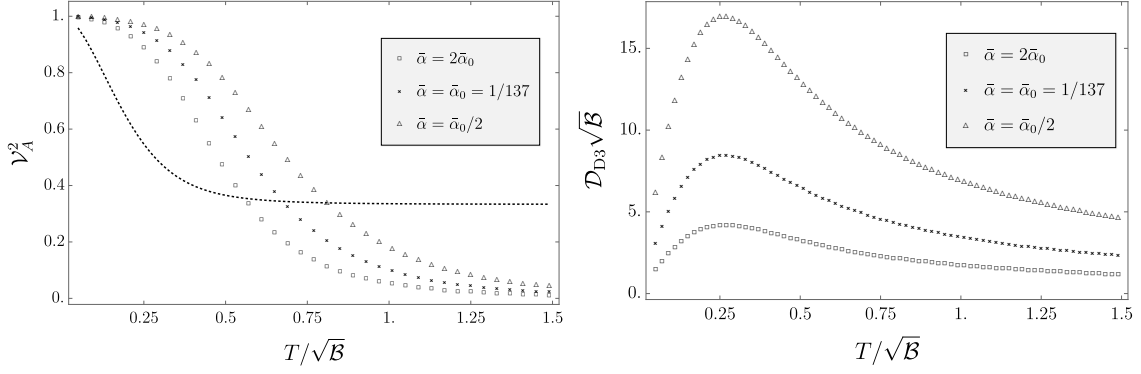 1.
0.8
0.6
0.4
0.2
0.
𝒱_A^2
0.25
0.5
0.75
1.
1.25
1.5
T/√ℬ
ᾱ = 2ᾱ₀
ᾱ = ᾱ₀ = 1/137
ᾱ = ᾱ₀/2
15.
10.
5.
0.
𝒟_D3√ℬ
0.25
0.5
0.75
1.
1.25
1.5
T/√ℬ
ᾱ = 2ᾱ₀
ᾱ = ᾱ₀ = 1/137
ᾱ = ᾱ₀/2